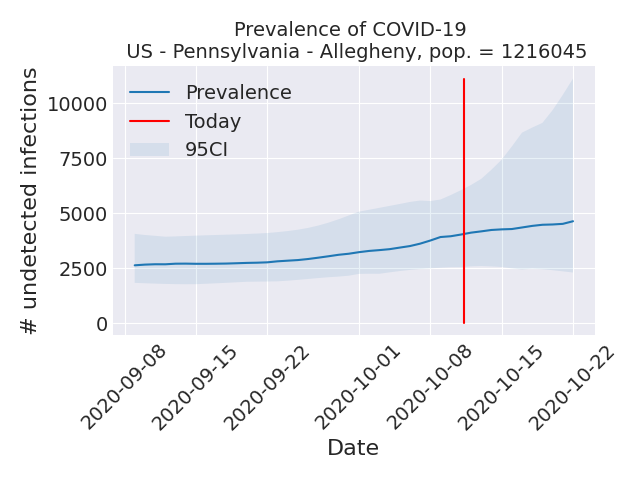 Prevalence of COVID-19
US - Pennsylvania - Allegheny, pop. = 1216045
# undetected infections
10000
7500
5000
2500
0
Prevalence
Today
95CI
2020-09-08
2020-09-15
2020-09-22
2020-10-01
2020-10-08
2020-10-15
2020-10-22
Date